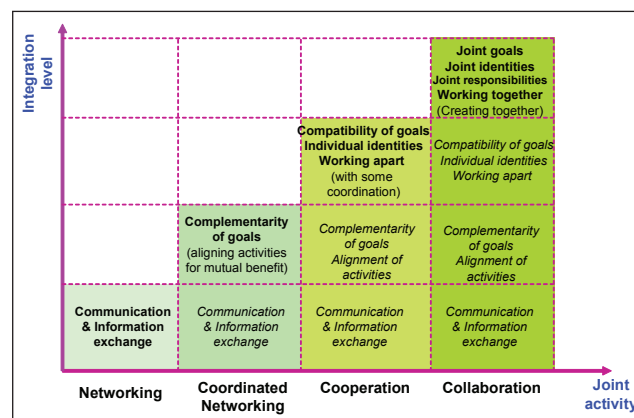 Integration
level
Joint goals
Joint identities
Joint responsibilities
Working together
(Creating together)
Compatibility of goals
Individual identities
Working apart
(with some
coordination)
Compatibility of goals
Individual identities
Working apart
Complementarity
of goals
(aligning activities
for mutual benefit)
Complementarity
of goals
Alignment of
activities
Complementarity
of goals
Alignment of
activities
Communication
& Information
exchange
Communication
& Information
exchange
Communication
& Information
exchange
Communication
& Information
exchange
Networking
Coordinated
Networking
Cooperation
Collaboration
Joint
activity